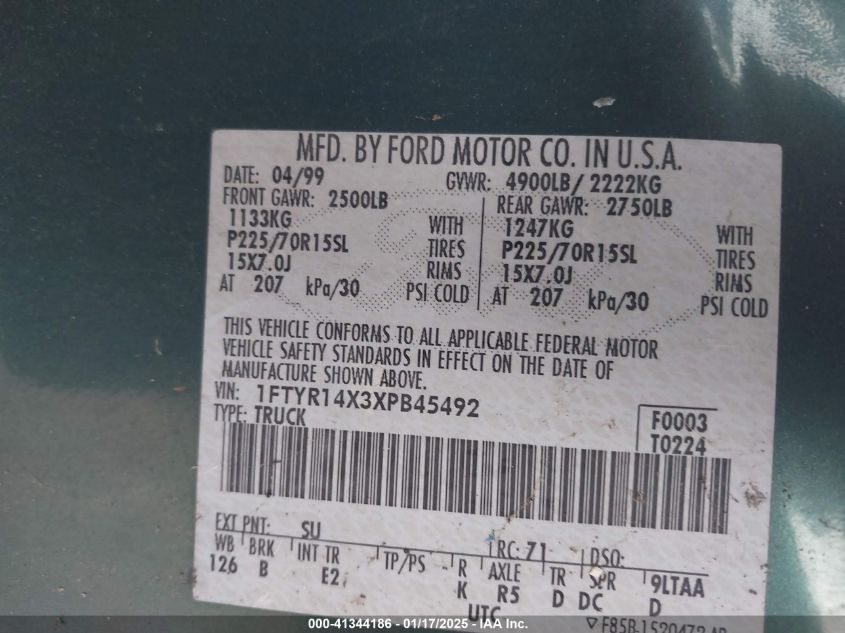 MFD. BY FORD MOTOR CO. IN U.S.A.
DATE: 04/99 GVWR: 4900LB/ 2222KG
FRONT GAWR: 2500LB REAR GAWR: 2750LB
1133KG WITH 1247KG WITH
P225/70R15SL TIRES P225/70R15SL TIRES
15X7.0J RIMS 15X7.0J RIMS
AT 207 kPa/30 PSI COLD AT 207 kPa/30 PSI COLD
THIS VEHICLE CONFORMS TO ALL APPLICABLE FEDERAL MOTOR
VEHICLE SAFETY STANDARDS IN EFFECT ON THE DATE OF
MANUFACTURE SHOWN ABOVE.
VIN: 1FTYR14X3XPB45492
TYPE: TRUCK F0003
T0224
EXT PNT: SU RC: 71 DSO:
WB BRK INT TR TP/PS R AXLE TR SPR 9LTAA
126 B E2 K R5 D DC D
UTC
000-41344186 - 01/17/2025 - IAA Inc.